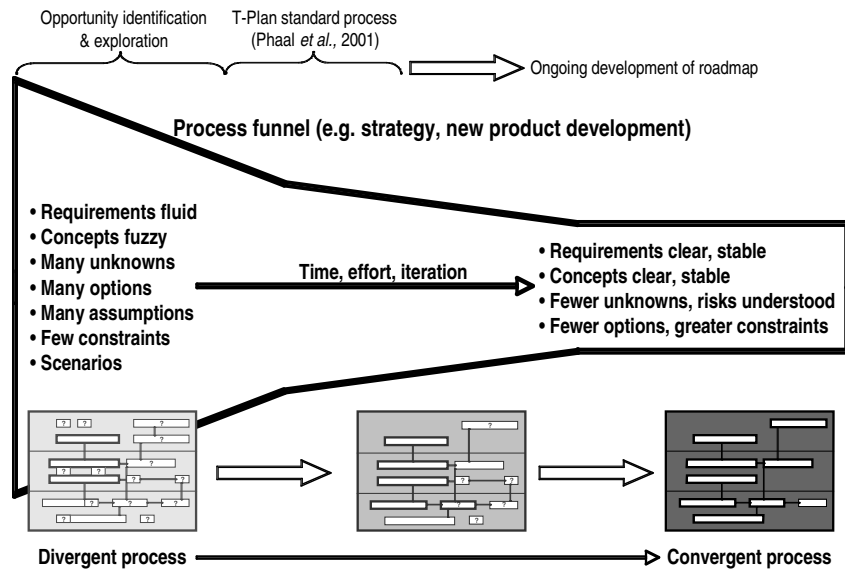 Opportunity identification
& exploration
T-Plan standard process
(Phaal et al., 2001)
Ongoing development of roadmap
Process funnel (e.g. strategy, new product development)
• Requirements fluid
• Concepts fuzzy
• Many unknowns
• Many options
• Many assumptions
• Few constraints
• Scenarios
Time, effort, iteration
• Requirements clear, stable
• Concepts clear, stable
• Fewer unknowns, risks understood
• Fewer options, greater constraints
? ? ?
?
?
? ? ? ?
? ? ?
? ?
?
?
? ?
?
?
Divergent process
Convergent process